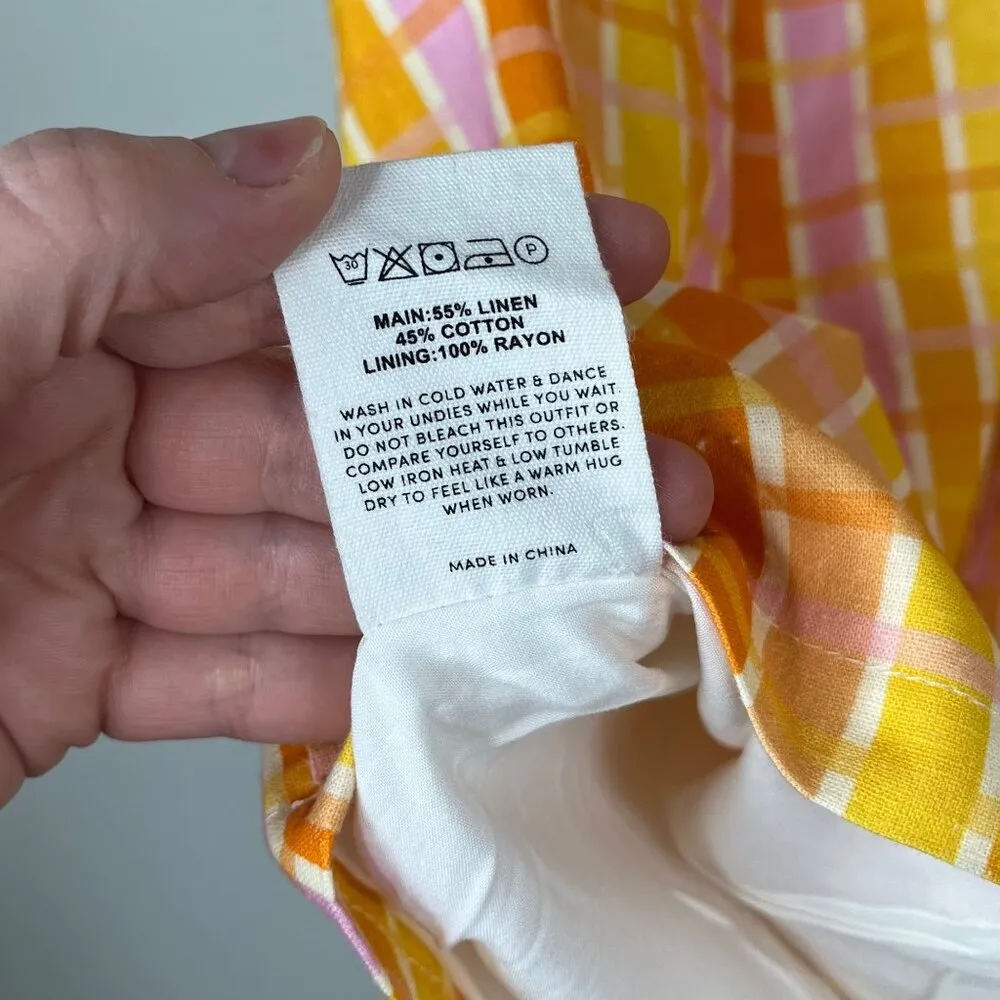 30 P
MAIN:55% LINEN
45% COTTON
LINING:100% RAYON
WASH IN COLD WATER & DANCE
IN YOUR UNDIES WHILE YOU WAIT.
DO NOT BLEACH THIS OUTFIT OR
COMPARE YOURSELF TO OTHERS.
LOW IRON HEAT & LOW TUMBLE
DRY TO FEEL LIKE A WARM HUG
WHEN WORN.
MADE IN CHINA